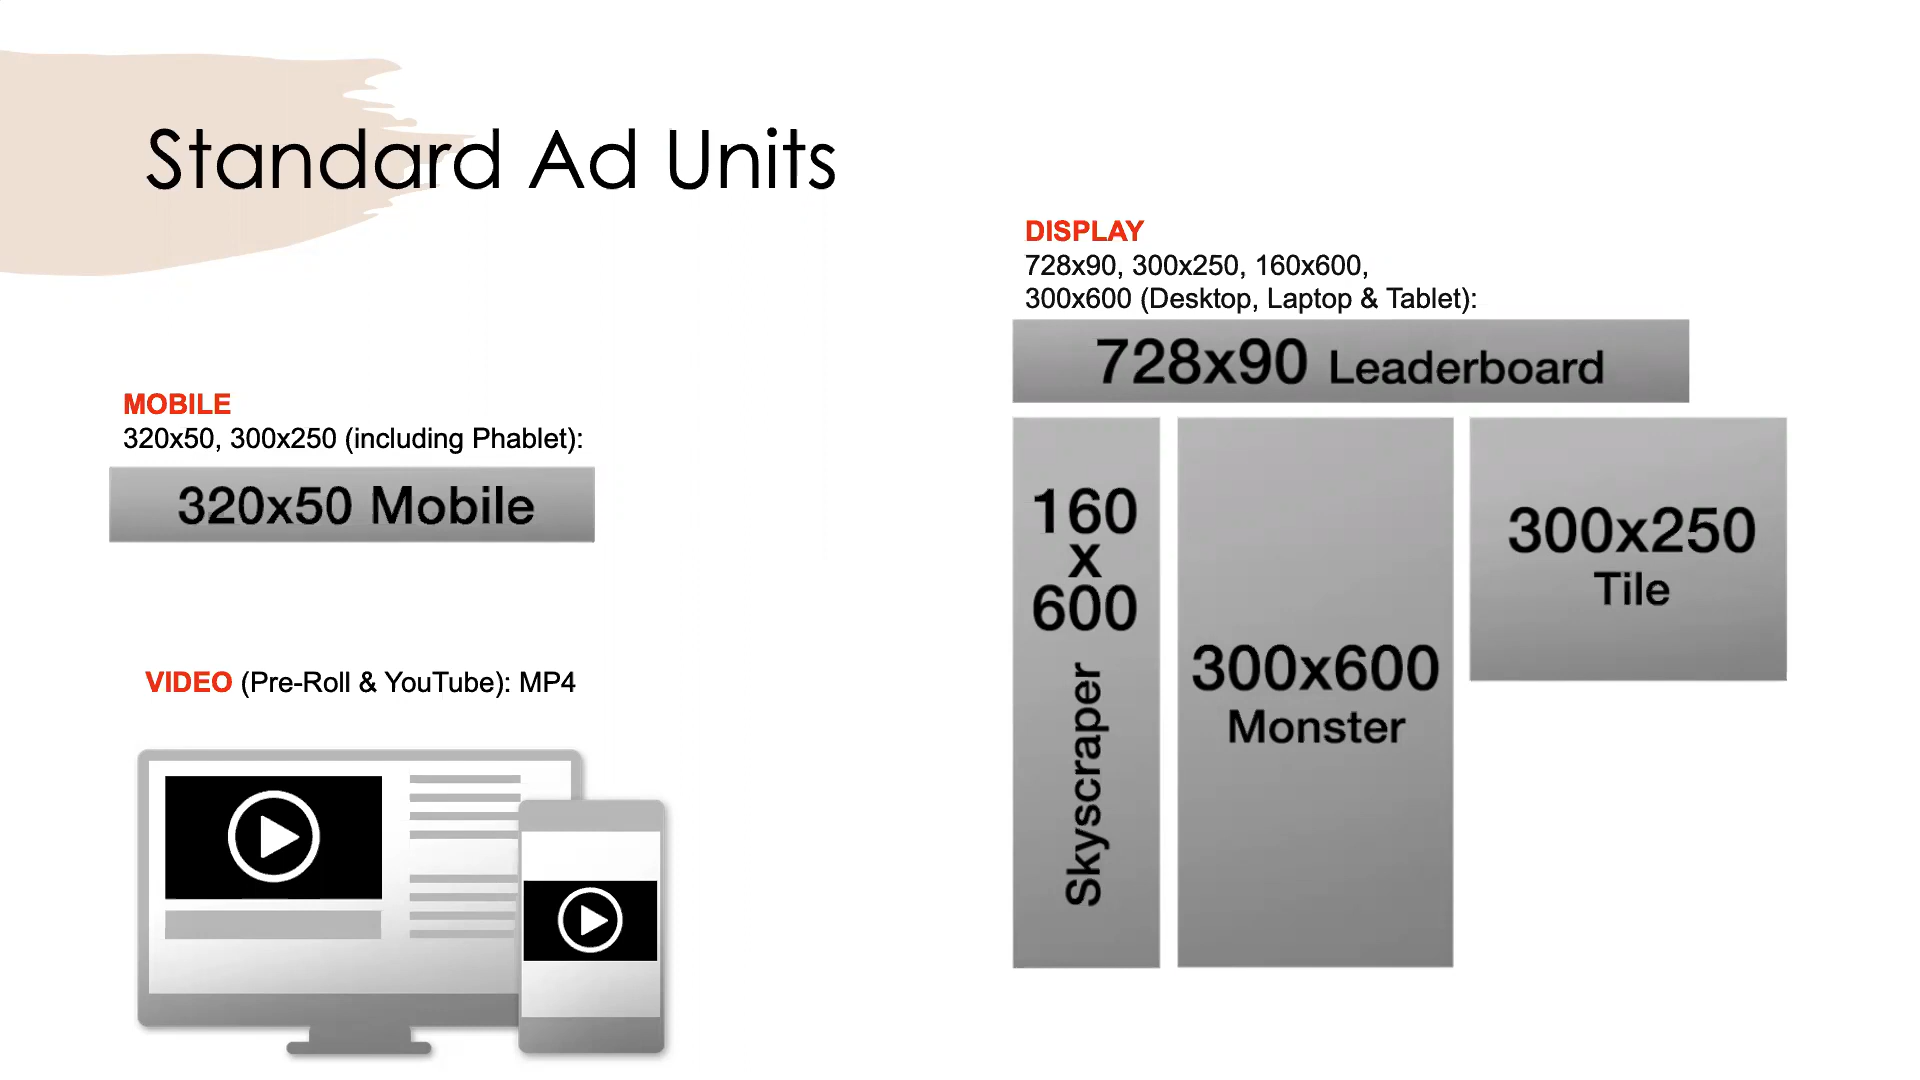 Standard Ad Units
MOBILE
320x50, 300x250 (including Phablet):
320x50 Mobile
VIDEO (Pre-Roll & YouTube): MP4
DISPLAY
728x90, 300x250, 160x600,
300x600 (Desktop, Laptop & Tablet):
728x90 Leaderboard
160
x
600
Skyscraper
300x600
Monster
300x250
Tile